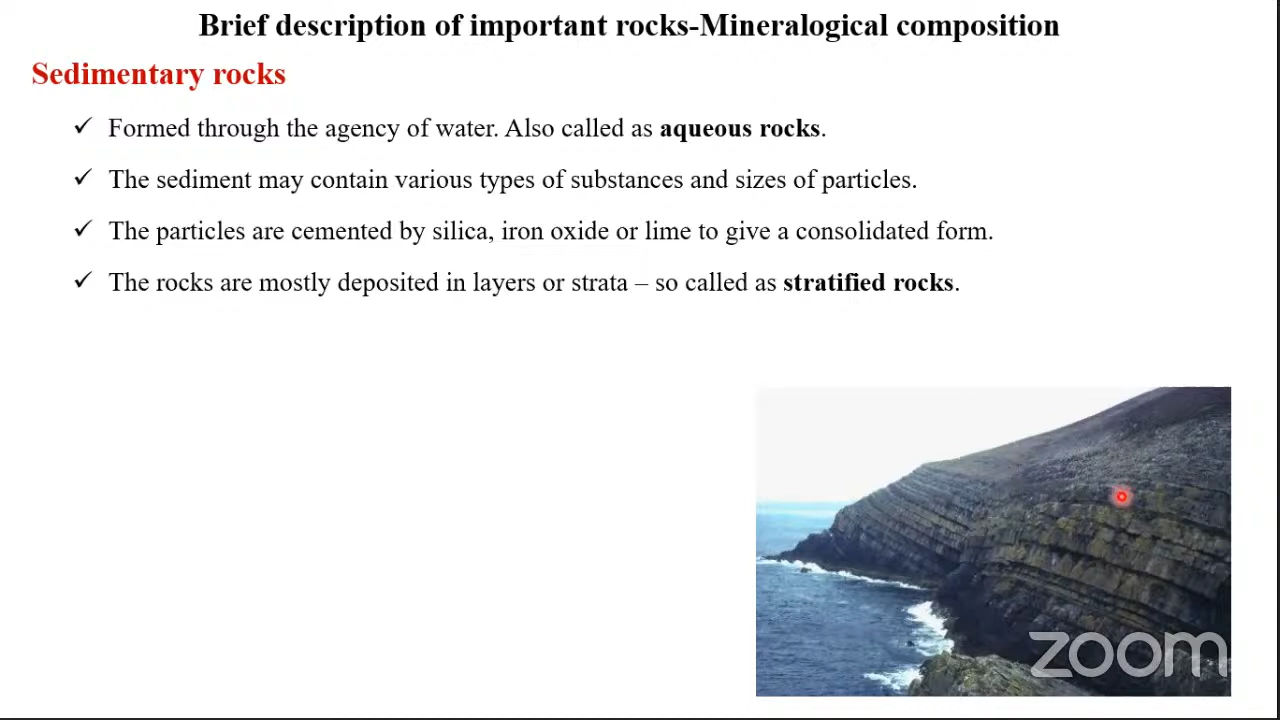 Brief description of important rocks-Mineralogical composition
Sedimentary rocks
✓ Formed through the agency of water. Also called as aqueous rocks.
✓ The sediment may contain various types of substances and sizes of particles.
✓ The particles are cemented by silica, iron oxide or lime to give a consolidated form.
✓ The rocks are mostly deposited in layers or strata – so called as stratified rocks.
zoom